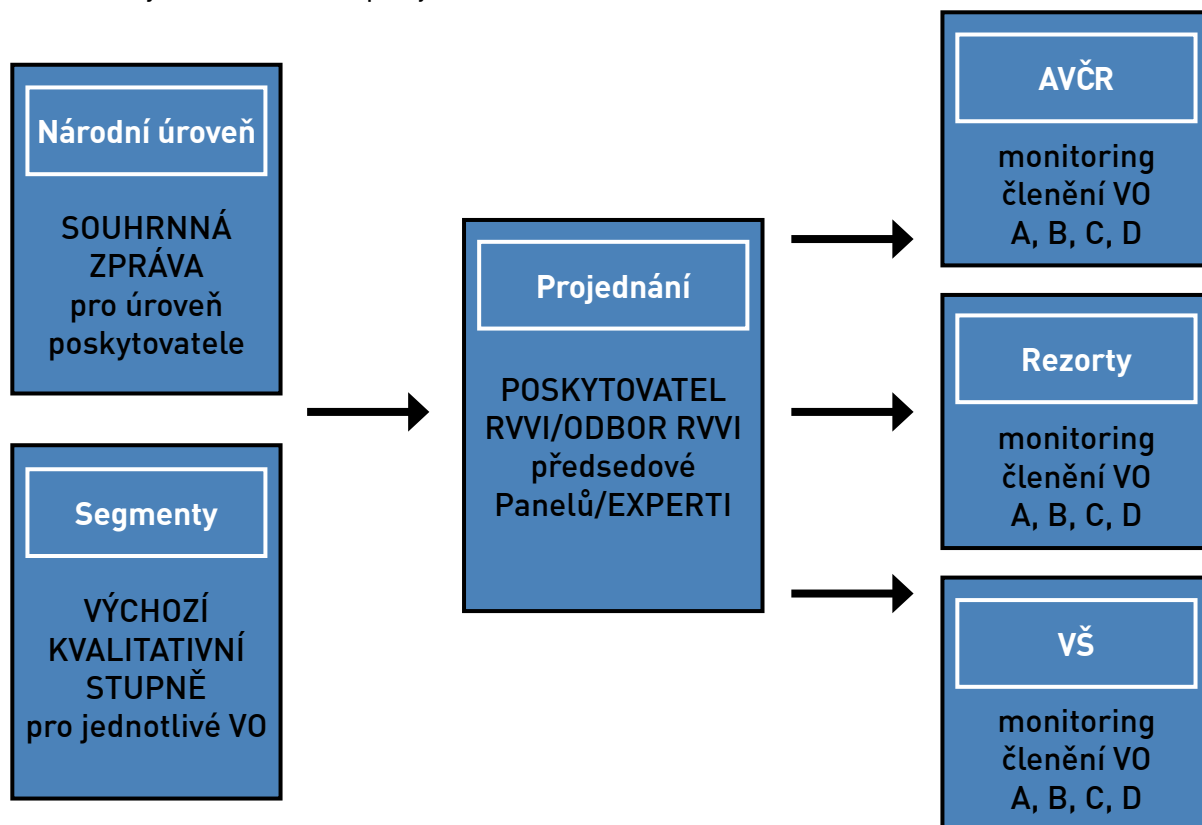 Národní úroveň
SOUHRNNÁ
ZPRÁVA
pro úroveň
poskytovatele
Segmenty
VÝCHOZÍ
KVALITATIVNÍ
STUPNĚ
pro jednotlivé VO
Projednání
POSKYTOVATEL
RVVI/ODBOR RVVI
předsedové
Panelů/EXPERTI
AVČR
monitoring
členění VO
A, B, C, D
Rezorty
monitoring
členění VO
A, B, C, D
VŠ
monitoring
členění VO
A, B, C, D